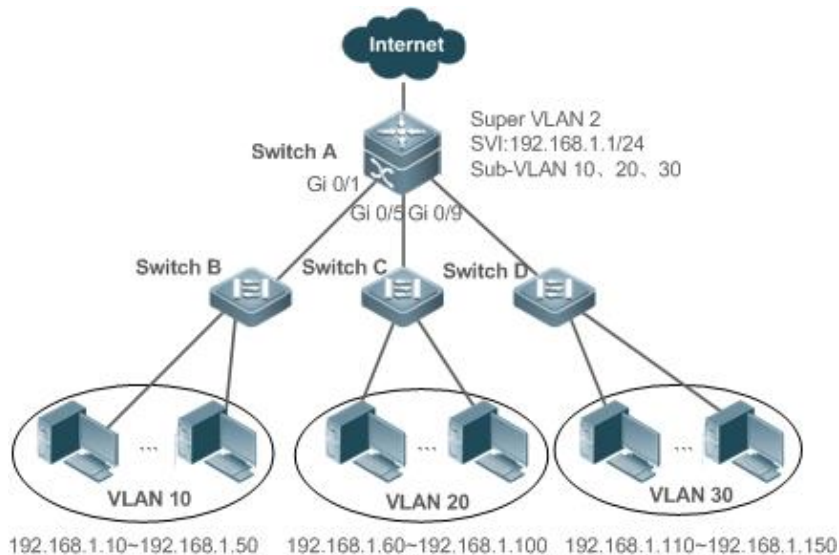 Internet
Super VLAN 2
SVI:192.168.1.1/24
Sub-VLAN 10、20、30
Switch A
Gi 0/1
Gi 0/5
Gi 0/9
Switch B
Switch C
Switch D
...
...
...
VLAN 10
VLAN 20
VLAN 30
192.168.1.10~192.168.1.50
192.168.1.60~192.168.1.100
192.168.1.110~192.168.1.150